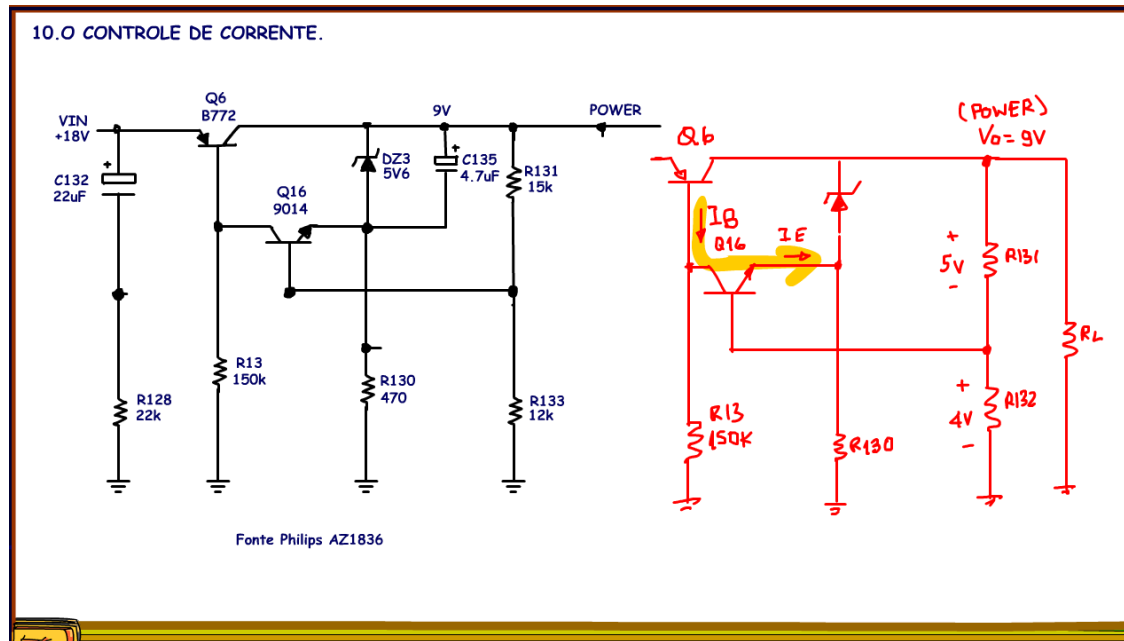 10.O CONTROLE DE CORRENTE.
VIN
+18V
Q6
B772
9V
POWER
+
C132
22uF
Q16
9014
DZ3
5V6
+
C135
4.7uF
R131
15k
R13
150k
R128
22k
R130
470
R133
12k
Fonte Philips AZ1836
Q6
(POWER)
Vo = 9V
IB
Q16
IE
+
5V
-
R131
RL
+
4V
-
R132
R13
150K
R130